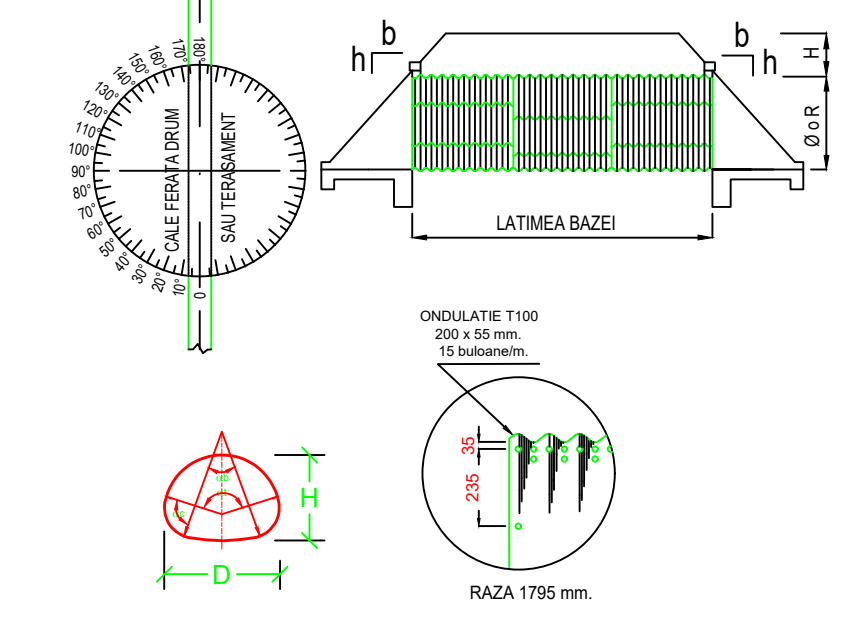 180°
170°
160°
150°
140°
130°
120°
110°
100°
90°
80°
70°
60°
50°
40°
30°
20°
10°
0
CALE FERATA DRUM
SAU TERASAMENT
b
h
b
h
H
Ø o R
LATIMEA BAZEI
ONDULATIE T100
200 x 55 mm.
15 buloane/m.
35
235
RAZA 1795 mm.
H
D